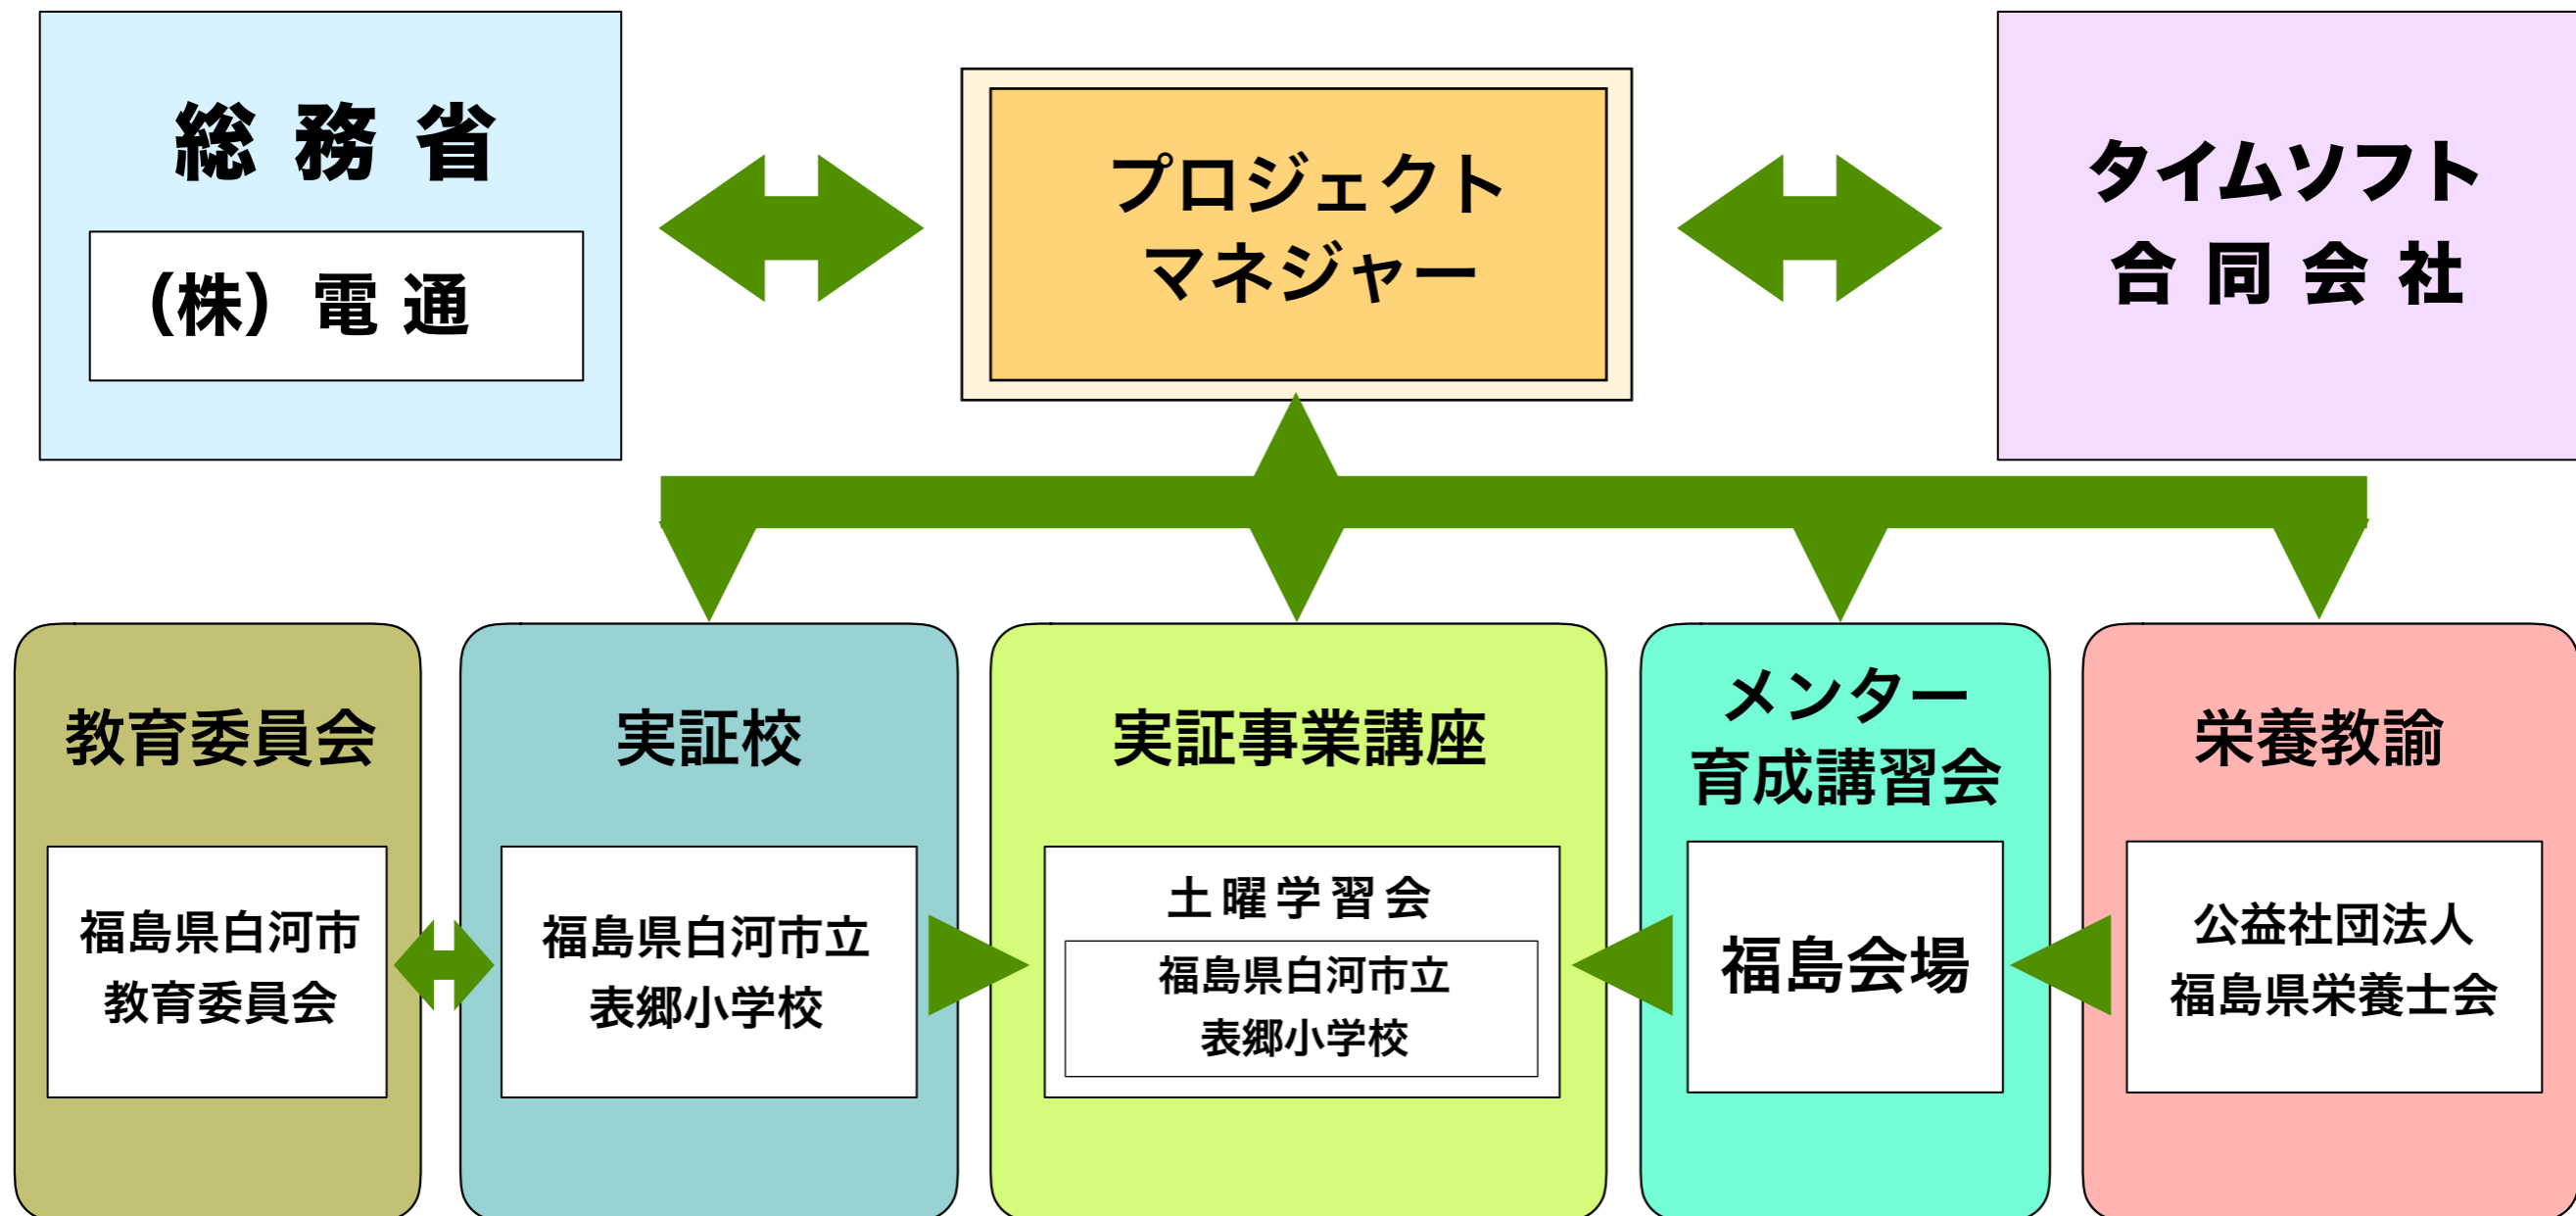 総務省
(株)電通
プロジェクト
マネジャー
タイムソフト
合同会社
教育委員会
福島県白河市
教育委員会
実証校
福島県白河市立
表郷小学校
実証事業講座
土曜学習会
福島県白河市立
表郷小学校
メンター
育成講習会
福島会場
栄養教諭
公益社団法人
福島県栄養士会